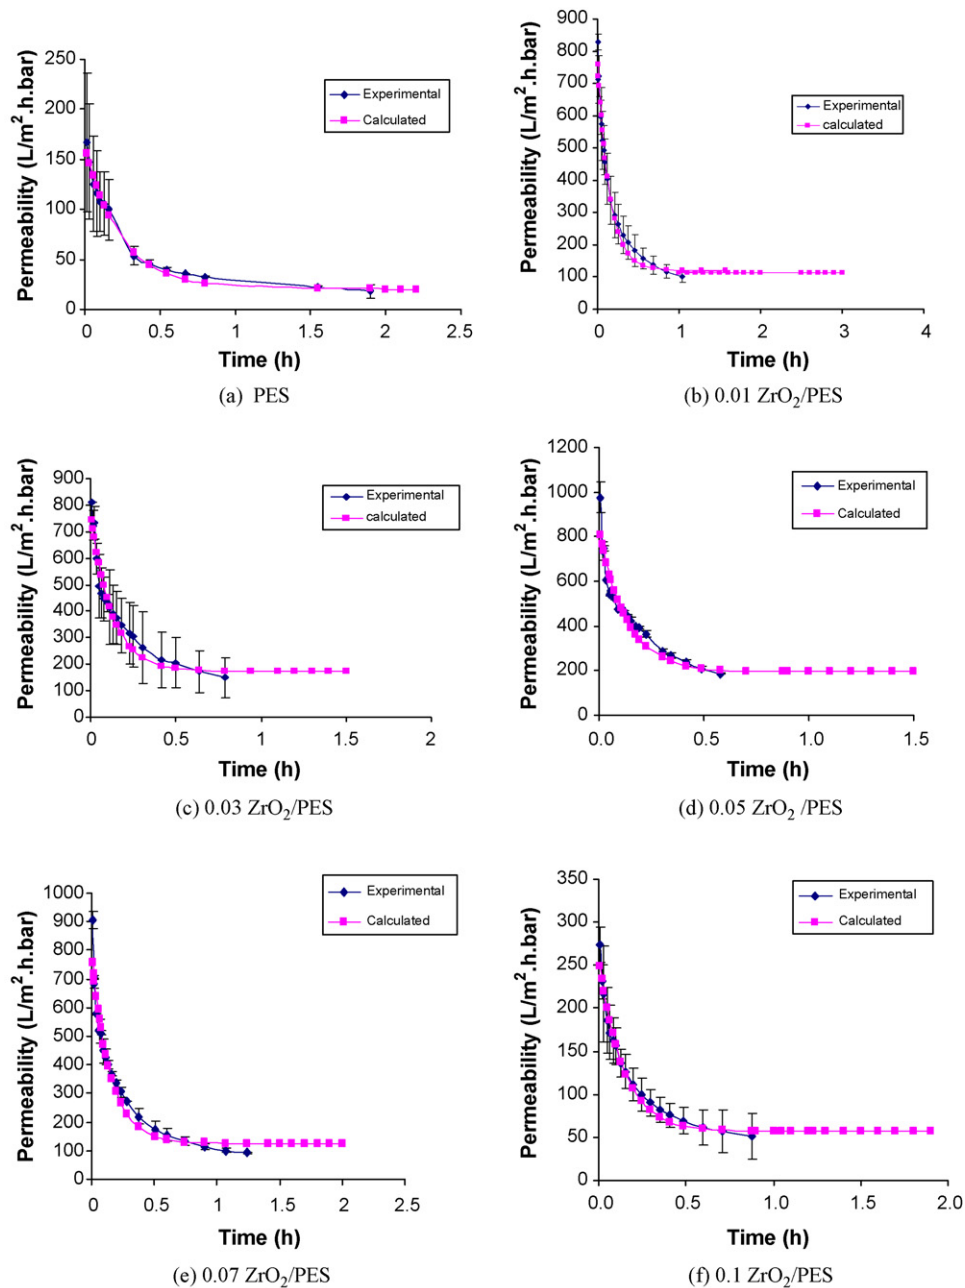 Permeability (L/m².h.bar)
250
200
150
100
50
0
Experimental
Calculated
0 0.5 1 1.5 2 2.5
Time (h)
(a) PES
Permeability (L/m².h.bar)
900
800
700
600
500
400
300
200
100
0
Experimental
calculated
0 1 2 3 4
Time (h)
(b) 0.01 ZrO₂/PES
Permeability (L/m².h.bar)
900
800
700
600
500
400
300
200
100
0
Experimental
calculated
0 0.5 1 1.5 2
Time (h)
(c) 0.03 ZrO₂/PES
Permeability (L/m².h.bar)
1200
1000
800
600
400
200
0
Experimental
Calculated
0.0 0.5 1.0 1.5
Time (h)
(d) 0.05 ZrO₂ /PES
Permeability (L/m².h.bar)
1000
900
800
700
600
500
400
300
200
100
0
Experimental
Calculated
0 0.5 1 1.5 2 2.5
Time (h)
(e) 0.07 ZrO₂/PES
Permeability (L/m².h.bar)
350
300
250
200
150
100
50
0
Experimental
Calculated
0.0 0.5 1.0 1.5 2.0
Time (h)
(f) 0.1 ZrO₂/PES